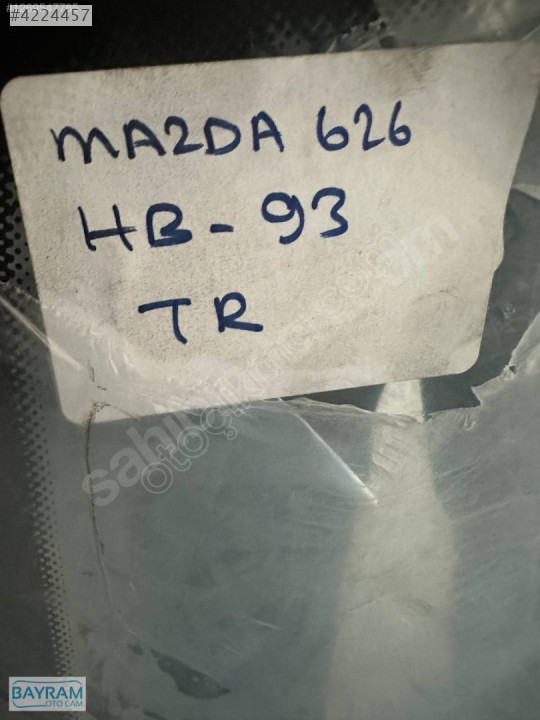 #4224457
MAZDA 626
HB - 93
TR
BAYRAM
OTO CAM